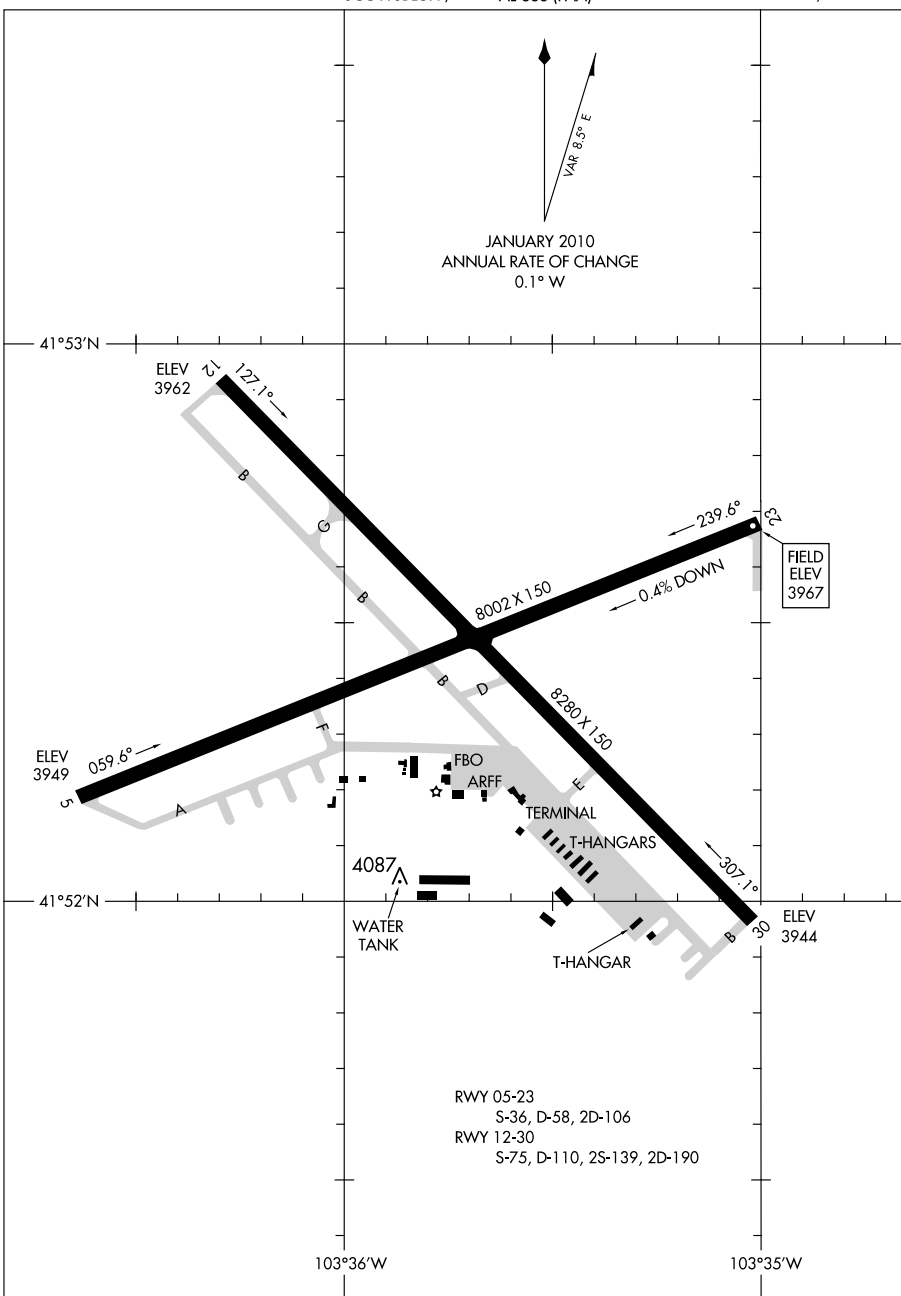 AL-
(FAA)
VAR 8.5° E
JANUARY 2010
ANNUAL RATE OF CHANGE
0.1° W
41°53'N
ELEV
3962
12
127.1°
B
G
239.6°
23
FIELD
ELEV
3967
0.4% DOWN
8002 X 150
B
B
D
8280 X 150
F
ELEV
3949
059.6°
5
A
FBO
ARFF
E
TERMINAL
T-HANGARS
4087
307.1°
41°52'N
WATER
TANK
B
30
ELEV
3944
T-HANGAR
RWY 05-23
S-36, D-58, 2D-106
RWY 12-30
S-75, D-110, 2S-139, 2D-190
103°36'W
103°35'W